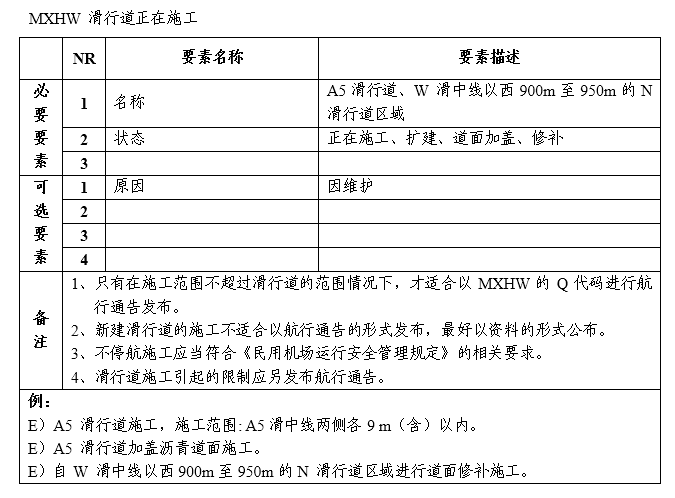 MXHW 滑行道正在施工
NR 要素名称 要素描述
必要要素
1 名称 A5 滑行道、W 滑中线以西 900m 至 950m 的 N
滑行道区域
2 状态 正在施工、扩建、道面加盖、修补
3
可选要素
1 原因 因维护
2
3
4
备注
1、只有在施工范围不超过滑行道的范围情况下，才适合以 MXHW 的 Q 代码进行航
行通告发布。
2、新建滑行道的施工不适合以航行通告的形式发布，最好以资料的形式公布。
3、不停航施工应当符合《民用机场运行安全管理规定》的相关要求。
4、滑行道施工引起的限制应另发布航行通告。
例：
E）A5 滑行道施工，施工范围: A5 滑中线两侧各 9 m（含）以内。
E）A5 滑行道加盖沥青道面施工。
E）自 W 滑中线以西 900m 至 950m 的 N 滑行道区域进行道面修补施工。